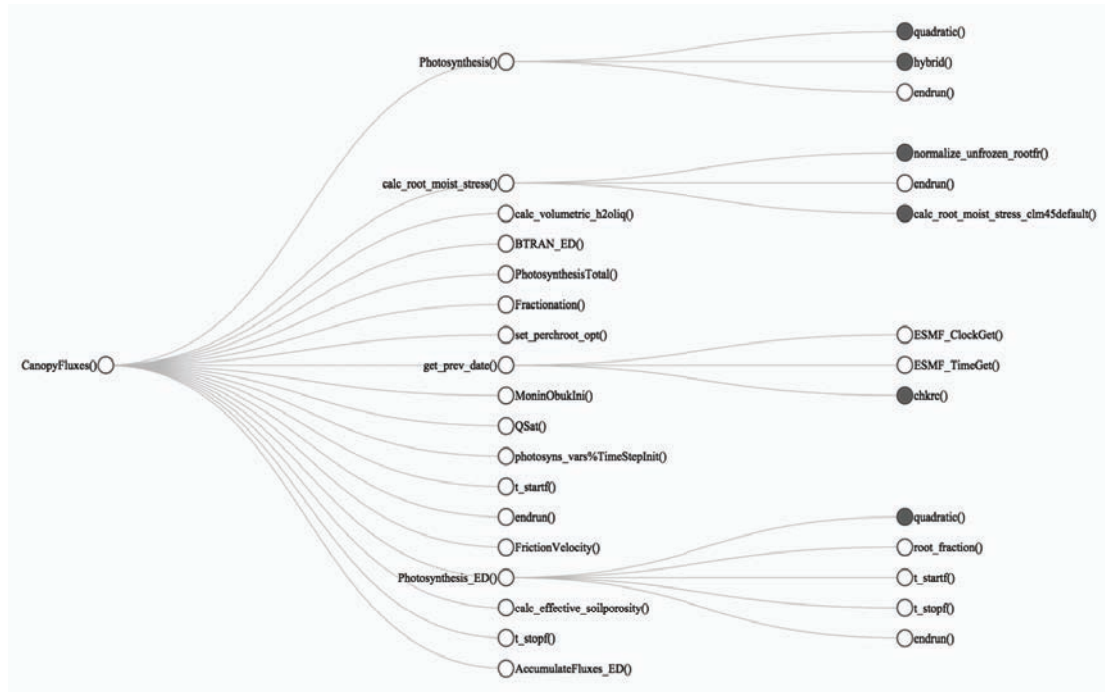 quadratic()
Photosynthesis()
hybrid()
endrun()
normalize_unfrozen_rootfr()
calc_root_moist_stress()
endrun()
calc_volumetric_h2oliq()
calc_root_moist_stress_clm45default()
BTRAN_ED()
PhotosynthesisTotal()
Fractionation()
set_perchroot_opt()
ESMF_ClockGet()
CanopyFluxes()
get_prev_date()
ESMF_TimeGet()
MoninObukIni()
chkrc()
QSat()
photosyns_vars%TimeStepInit()
t_startf()
endrun()
quadratic()
FrictionVelocity()
root_fraction()
Photosynthesis_ED()
t_startf()
calc_effective_soilporosity()
t_stopf()
t_stopf()
endrun()
AccumulateFluxes_ED()